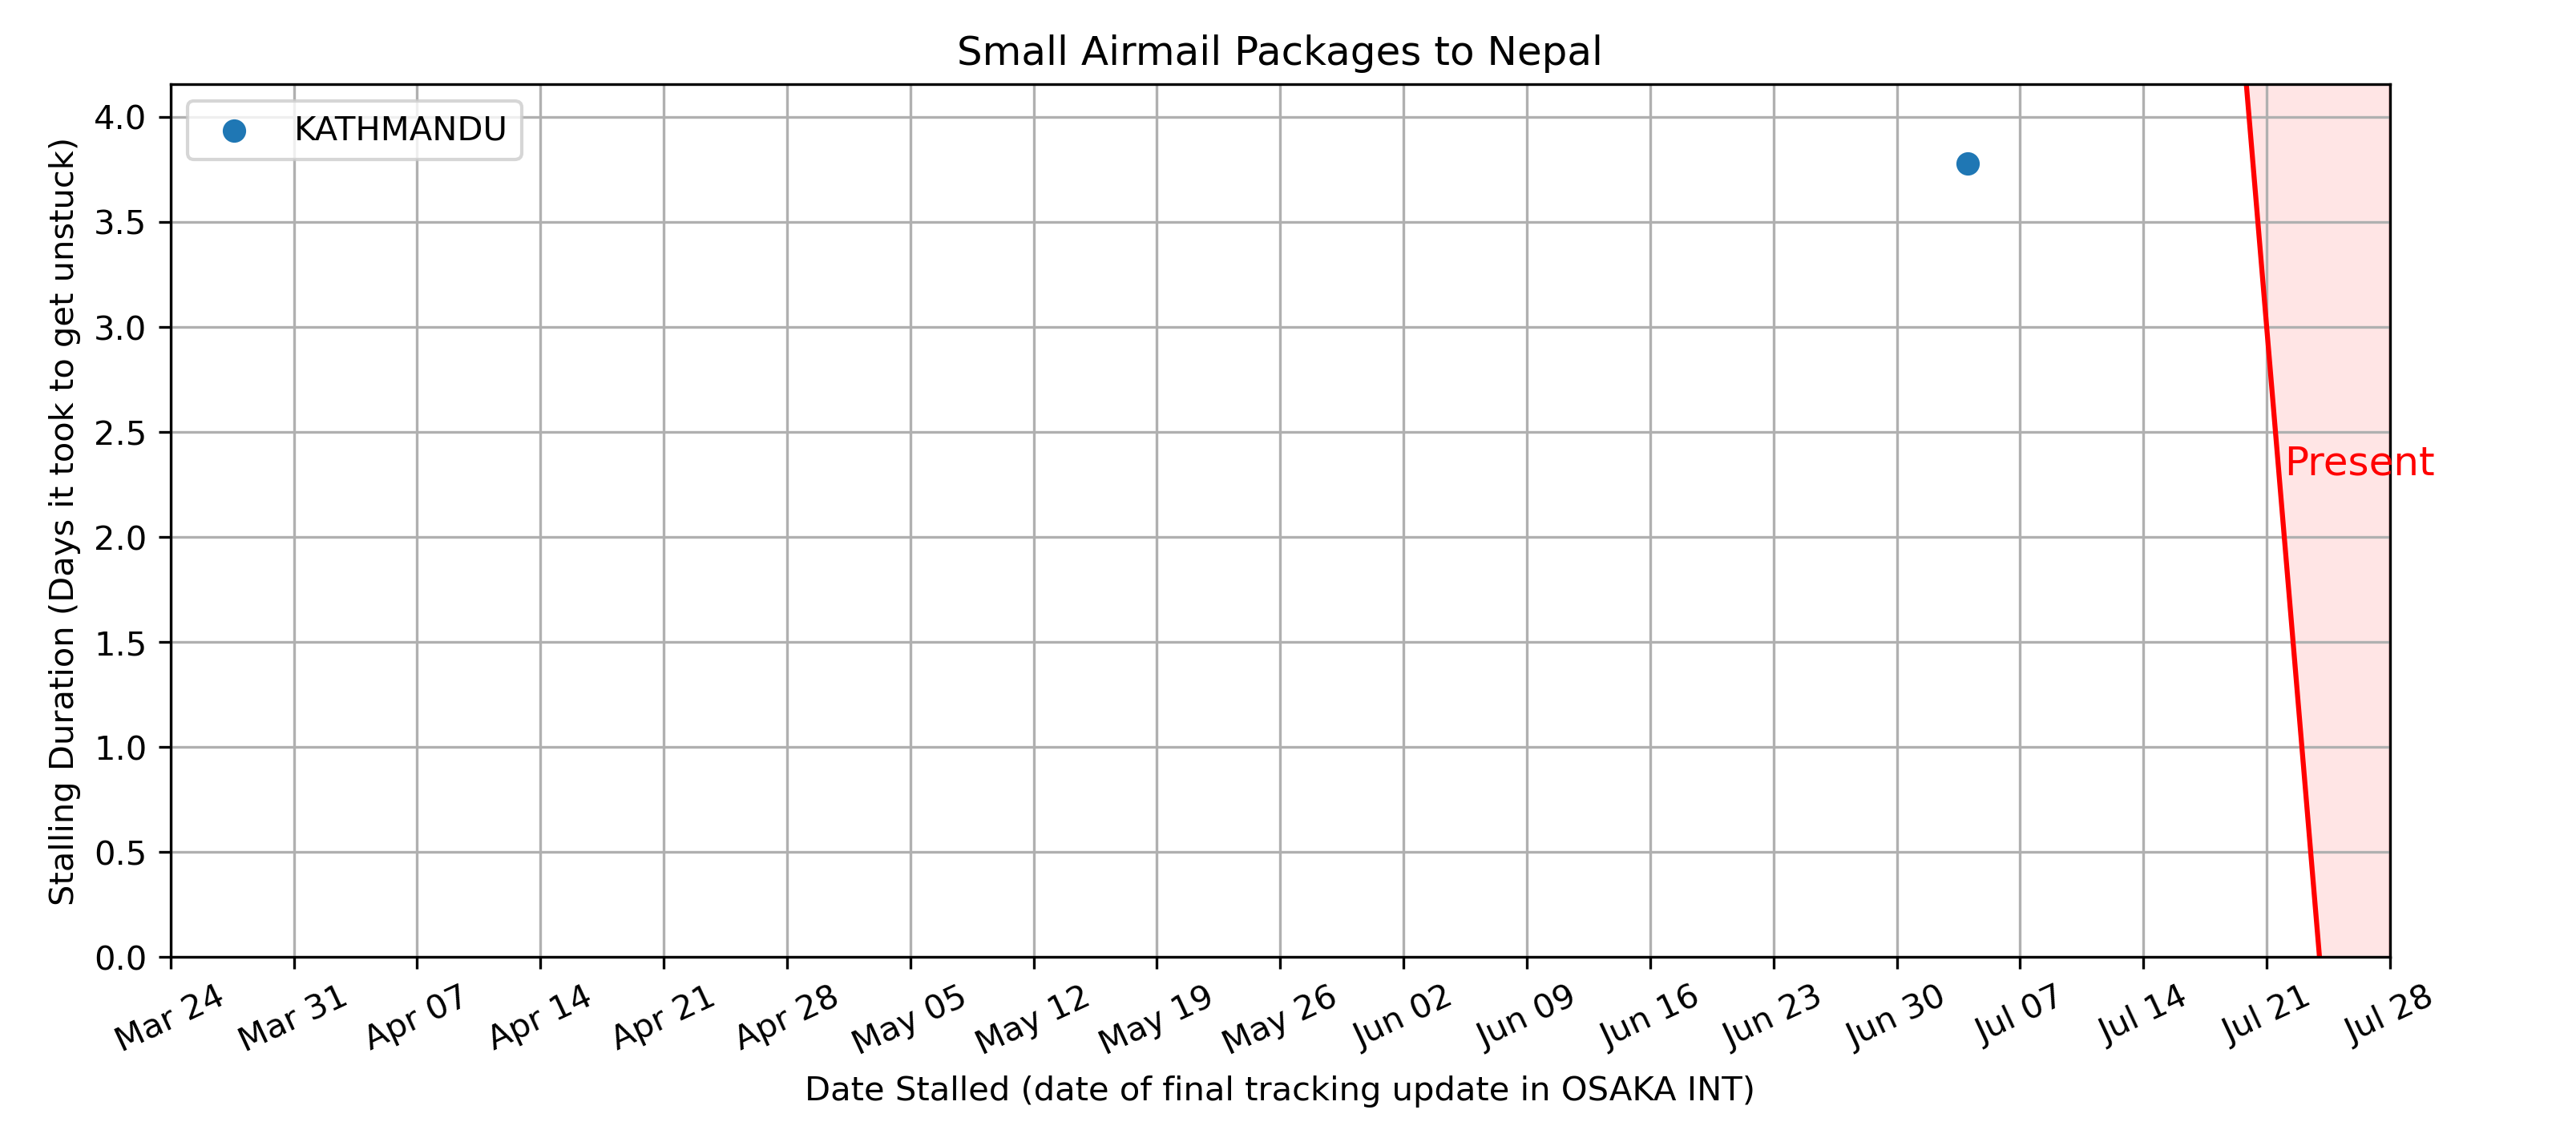 Small Airmail Packages to Nepal
KATHMANDU
Stalling Duration (Days it took to get unstuck)
4.0
3.5
3.0
2.5
2.0
1.5
1.0
0.5
0.0
Present
Mar 24 Mar 31 Apr 07 Apr 14 Apr 21 Apr 28 May 05 May 12 May 19 May 26 Jun 02 Jun 09 Jun 16 Jun 23 Jun 30 Jul 07 Jul 14 Jul 21 Jul 28
Date Stalled (date of final tracking update in OSAKA INT)